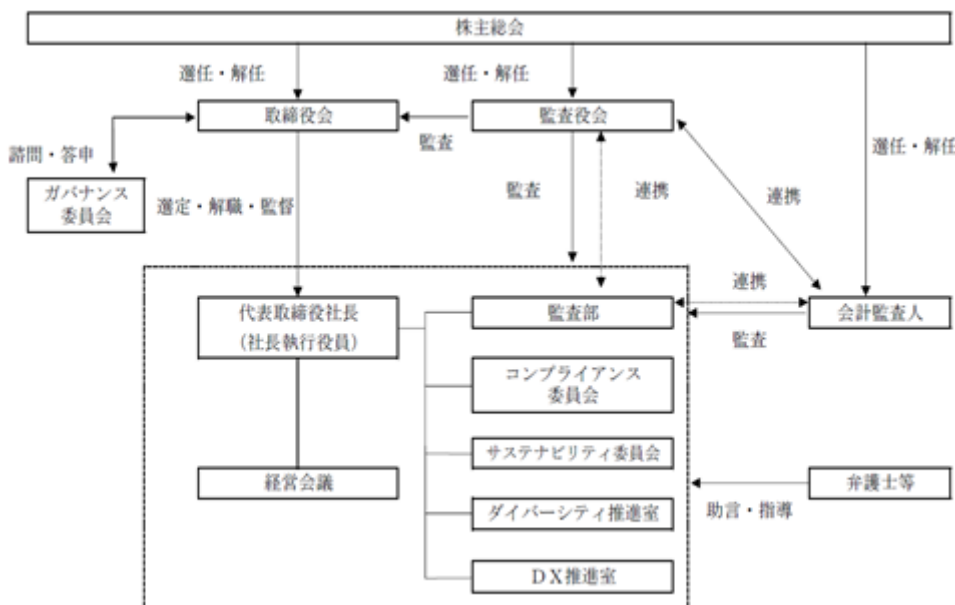 株主総会
選任・解任
選任・解任
取締役会
監査役会
監査
諮問・答申
選任・解任
ガバナンス
委員会
選定・解職・監督
監査
連携
連携
連携
代表取締役社長
(社長執行役員)
監査部
会計監査人
監査
コンプライアンス
委員会
サステナビリティ委員会
経営会議
弁護士等
助言・指導
ダイバーシティ推進室
DX推進室